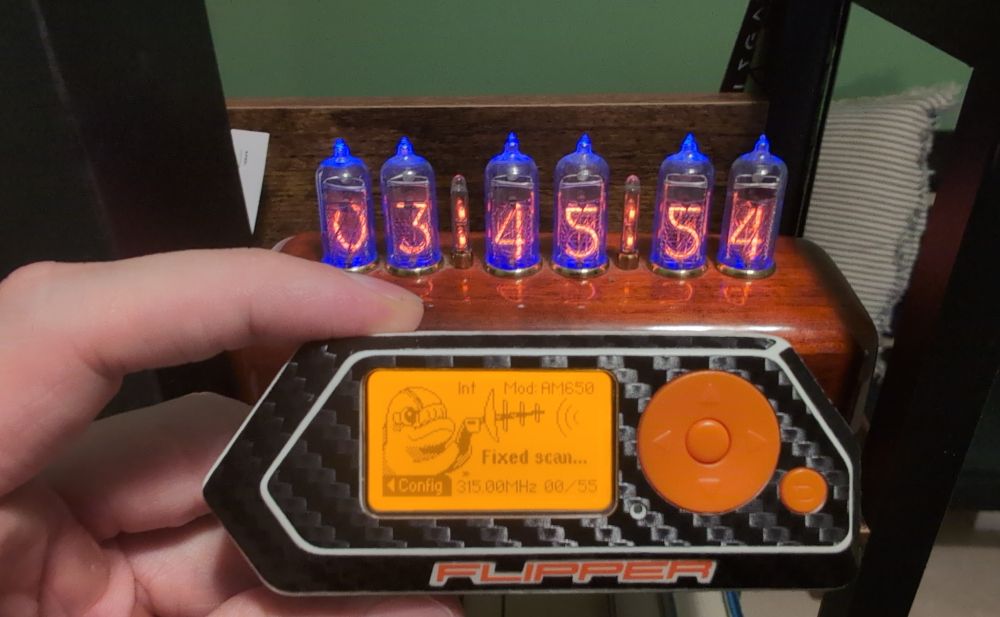 03 45 54
Int Mod: AM650
Fixed scan...
Config 315.00MHz 00/55
FLIPPER